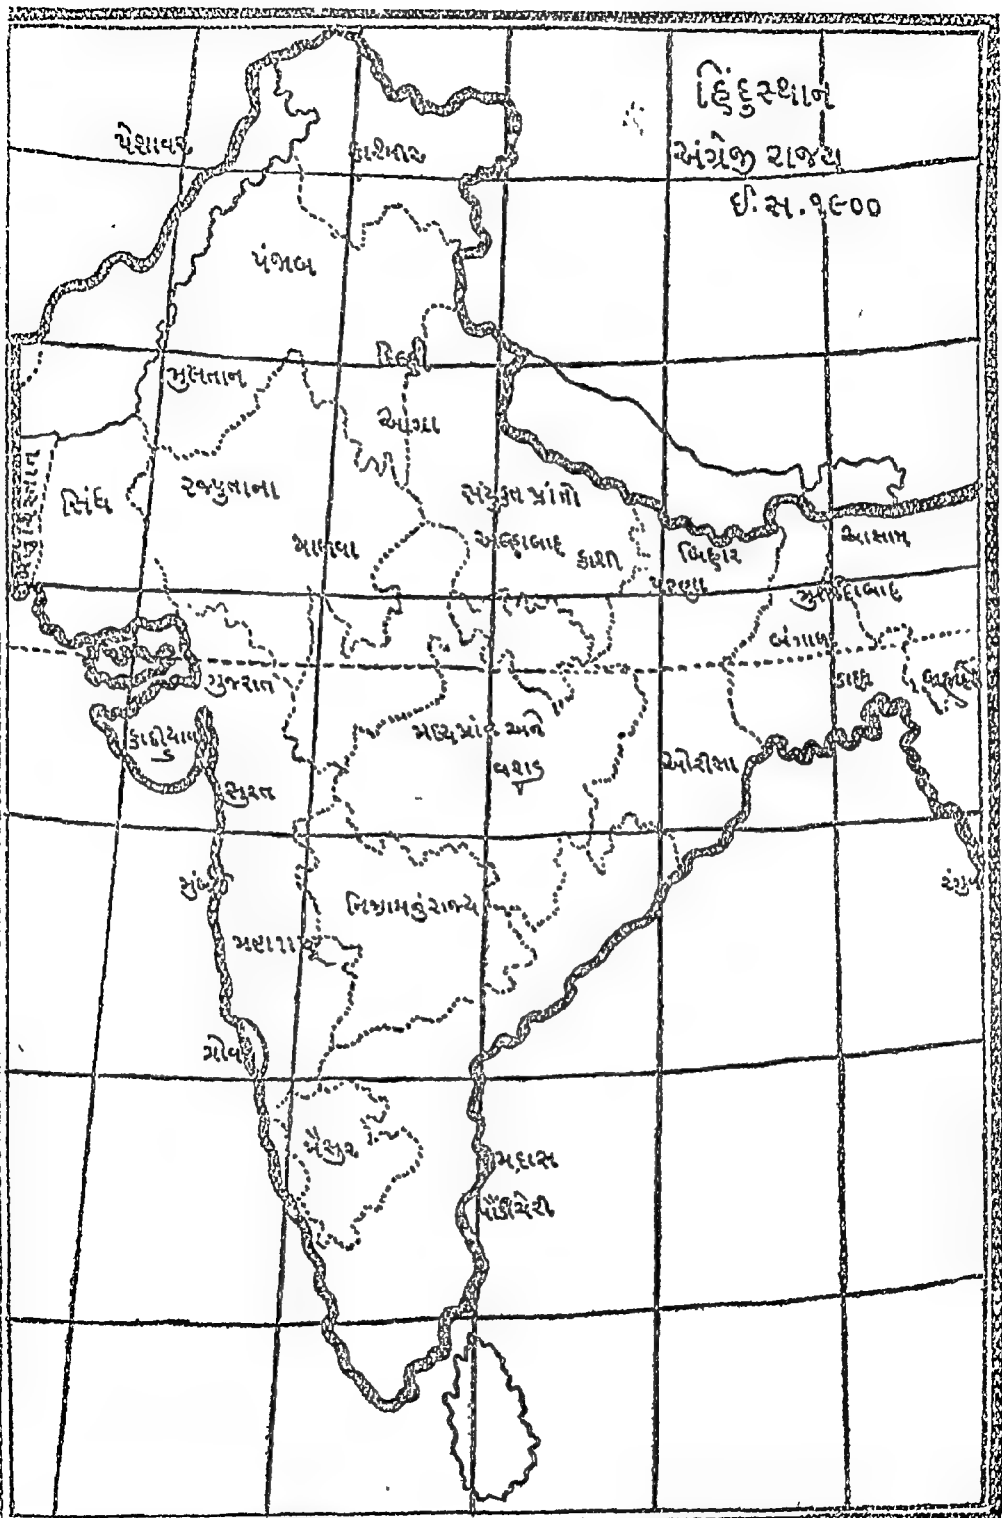 હિંદુસ્થાન
અંગ્રેજી રાજ્ય
ઈ.સ.૧૯૦૦
પેશાવર
કાશ્મીર
પંજાબ
દિલ્હી
મુલતાન
આગ્રા
સિંધ
રજપુતાના
સંયુક્ત પ્રાંતો
માળવા
અલ્હાબાદ
કાશી
બિહાર
આસામ
પટણા
બંગાળ
ગુજરાત
કાઠીયાવાડ
મધ્યપ્રાંત અને
વરાડ
ઓરીસા
સુરત
મુંબઈ
નિઝામનું રાજ્ય
ગોવા
મૈસુર
મદ્રાસ
પોંડીચેરી